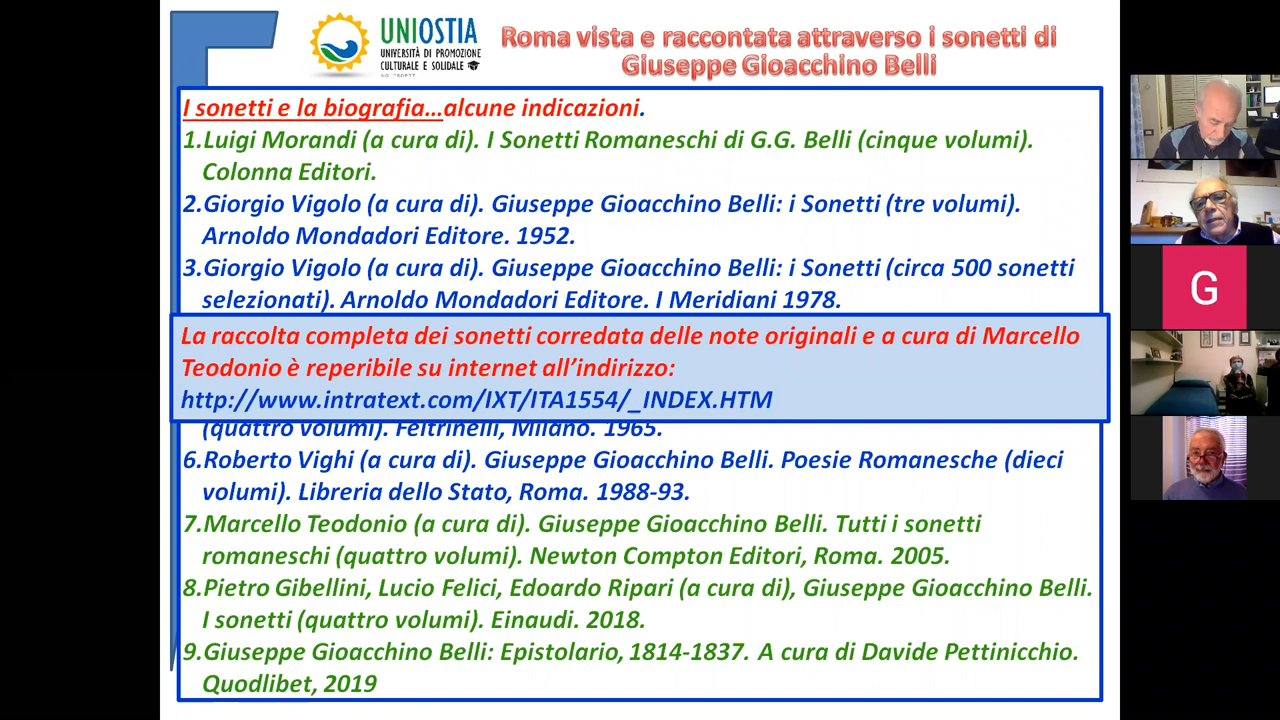 UNIOSTIA
UNIVERSITÀ DI PROMOZIONE
CULTURALE E SOLIDALE
Roma vista e raccontata attraverso i sonetti di
Giuseppe Gioacchino Belli
I sonetti e la biografia...alcune indicazioni.
1.Luigi Morandi (a cura di). I Sonetti Romaneschi di G.G. Belli (cinque volumi).
Colonna Editori.
2.Giorgio Vigolo (a cura di). Giuseppe Gioacchino Belli: i Sonetti (tre volumi).
Arnoldo Mondadori Editore. 1952.
3.Giorgio Vigolo (a cura di). Giuseppe Gioacchino Belli: i Sonetti (circa 500 sonetti
selezionati). Arnoldo Mondadori Editore. I Meridiani 1978.
La raccolta completa dei sonetti corredata delle note originali e a cura di Marcello
Teodonio è reperibile su internet all’indirizzo:
http://www.intratext.com/IXT/ITA1554/_INDEX.HTM
(quattro volumi). Feltrinelli, Milano. 1965.
6.Roberto Vighi (a cura di). Giuseppe Gioacchino Belli. Poesie Romanesche (dieci
volumi). Libreria dello Stato, Roma. 1988-93.
7.Marcello Teodonio (a cura di). Giuseppe Gioacchino Belli. Tutti i sonetti
romaneschi (quattro volumi). Newton Compton Editori, Roma. 2005.
8.Pietro Gibellini, Lucio Felici, Edoardo Ripari (a cura di), Giuseppe Gioacchino Belli.
I sonetti (quattro volumi). Einaudi. 2018.
9.Giuseppe Gioacchino Belli: Epistolario, 1814-1837. A cura di Davide Pettinicchio.
Quodlibet, 2019
G